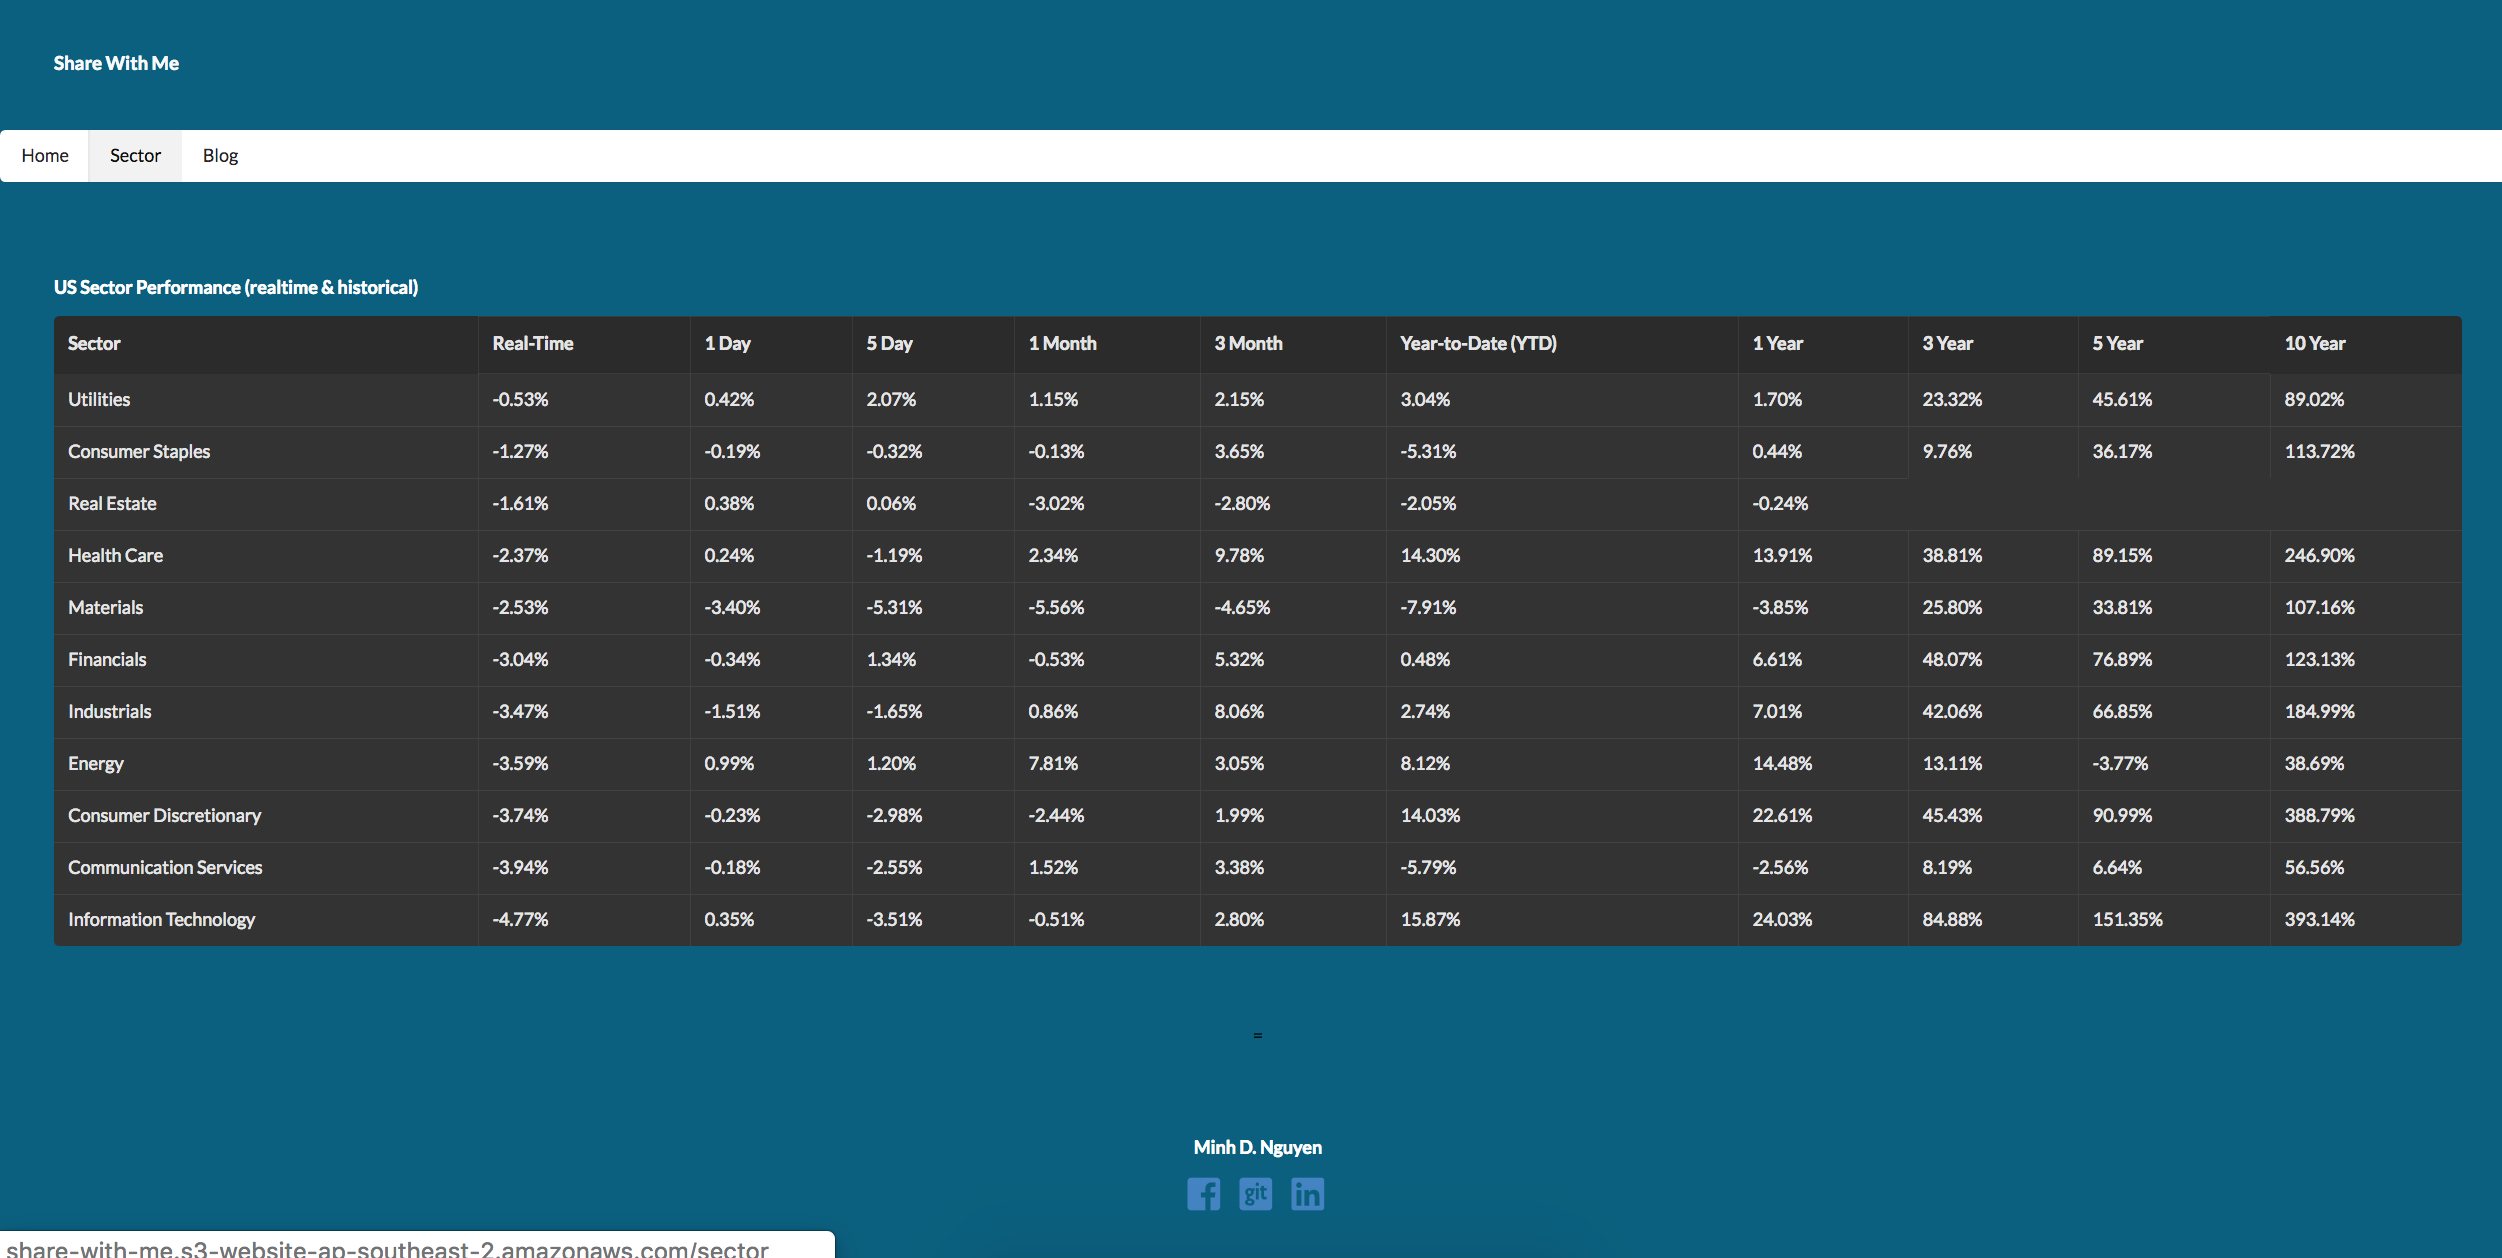 Share With Me
Home Sector Blog
US Sector Performance (realtime & historical)
Sector Real-Time 1 Day 5 Day 1 Month 3 Month Year-to-Date (YTD) 1 Year 3 Year 5 Year 10 Year
Utilities -0.53% 0.42% 2.07% 1.15% 2.15% 3.04% 1.70% 23.32% 45.61% 89.02%
Consumer Staples -1.27% -0.19% -0.32% -0.13% 3.65% -5.31% 0.44% 9.76% 36.17% 113.72%
Real Estate -1.61% 0.38% 0.06% -3.02% -2.80% -2.05% -0.24%
Health Care -2.37% 0.24% -1.19% 2.34% 9.78% 14.30% 13.91% 38.81% 89.15% 246.90%
Materials -2.53% -3.40% -5.31% -5.56% -4.65% -7.91% -3.85% 25.80% 33.81% 107.16%
Financials -3.04% -0.34% 1.34% -0.53% 5.32% 0.48% 6.61% 48.07% 76.89% 123.13%
Industrials -3.47% -1.51% -1.65% 0.86% 8.06% 2.74% 7.01% 42.06% 66.85% 184.99%
Energy -3.59% 0.99% 1.20% 7.81% 3.05% 8.12% 14.48% 13.11% -3.77% 38.69%
Consumer Discretionary -3.74% -0.23% -2.98% -2.44% 1.99% 14.03% 22.61% 45.43% 90.99% 388.79%
Communication Services -3.94% -0.18% -2.55% 1.52% 3.38% -5.79% -2.56% 8.19% 6.64% 56.56%
Information Technology -4.77% 0.35% -3.51% -0.51% 2.80% 15.87% 24.03% 84.88% 151.35% 393.14%
=
Minh D. Nguyen
f git in
share-with-me.s3-website-ap-southeast-2.amazonaws.com/sector